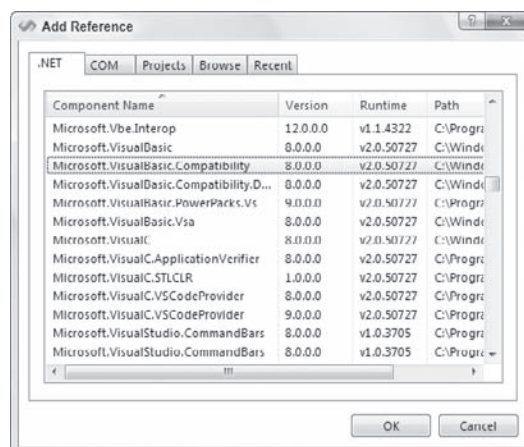 Add Reference
.NET COM Projects Browse Recent
Component Name Version Runtime Path
Microsoft.Vbe.Interop 12.0.0.0 v1.1.4322 C:\Progra
Microsoft.VisualBasic 8.0.0.0 v2.0.50727 C:\Windo
Microsoft.VisualBasic.Compatibility 8.0.0.0 v2.0.50727 C:\Windo
Microsoft.VisualBasic.Compatibility.D... 8.0.0.0 v2.0.50727 C:\Windo
Microsoft.VisualBasic.PowerPacks.Vs 9.0.0.0 v2.0.50727 C:\Progra
Microsoft.VisualBasic.Vsa 8.0.0.0 v2.0.50727 C:\Windo
Microsoft.VisualC 8.0.0.0 v2.0.50727 C:\Windo
Microsoft.VisualC.ApplicationVerifier 8.0.0.0 v2.0.50727 C:\Progra
Microsoft.VisualC.STLCLR 1.0.0.0 v2.0.50727 C:\Progra
Microsoft.VisualC.VSCodeProvider 8.0.0.0 v2.0.50727 C:\Progra
Microsoft.VisualC.VSCodeProvider 9.0.0.0 v2.0.50727 C:\Progra
Microsoft.VisualStudio.CommandBars 8.0.0.0 v1.0.3705 C:\Progra
Microsoft.VisualStudio.CommandBars 8.0.0.0 v1.0.3705 C:\Progra
OK Cancel